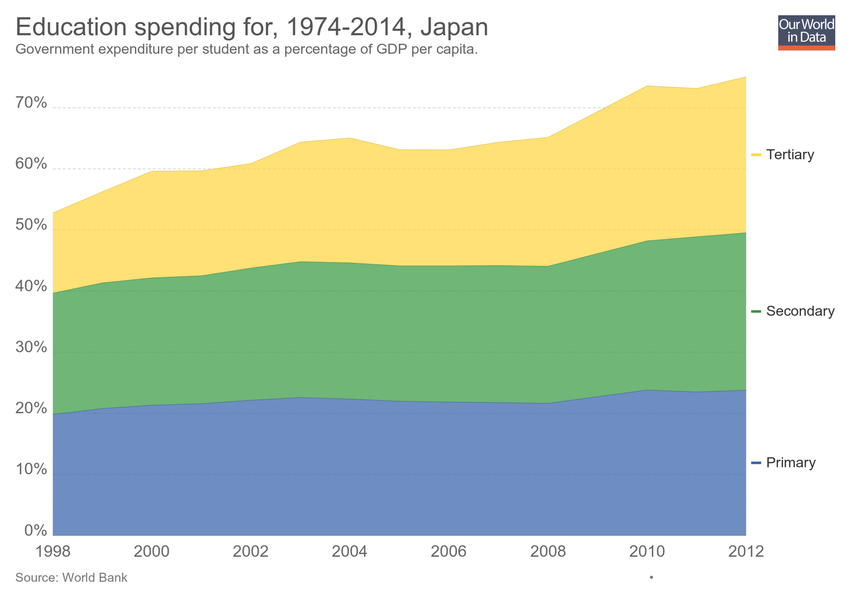 Education spending for, 1974-2014, Japan
Government expenditure per student as a percentage of GDP per capita.
Our World
in Data
70%
60%
50%
40%
30%
20%
10%
0%
Tertiary
Secondary
Primary
1998 2000 2002 2004 2006 2008 2010 2012
Source: World Bank